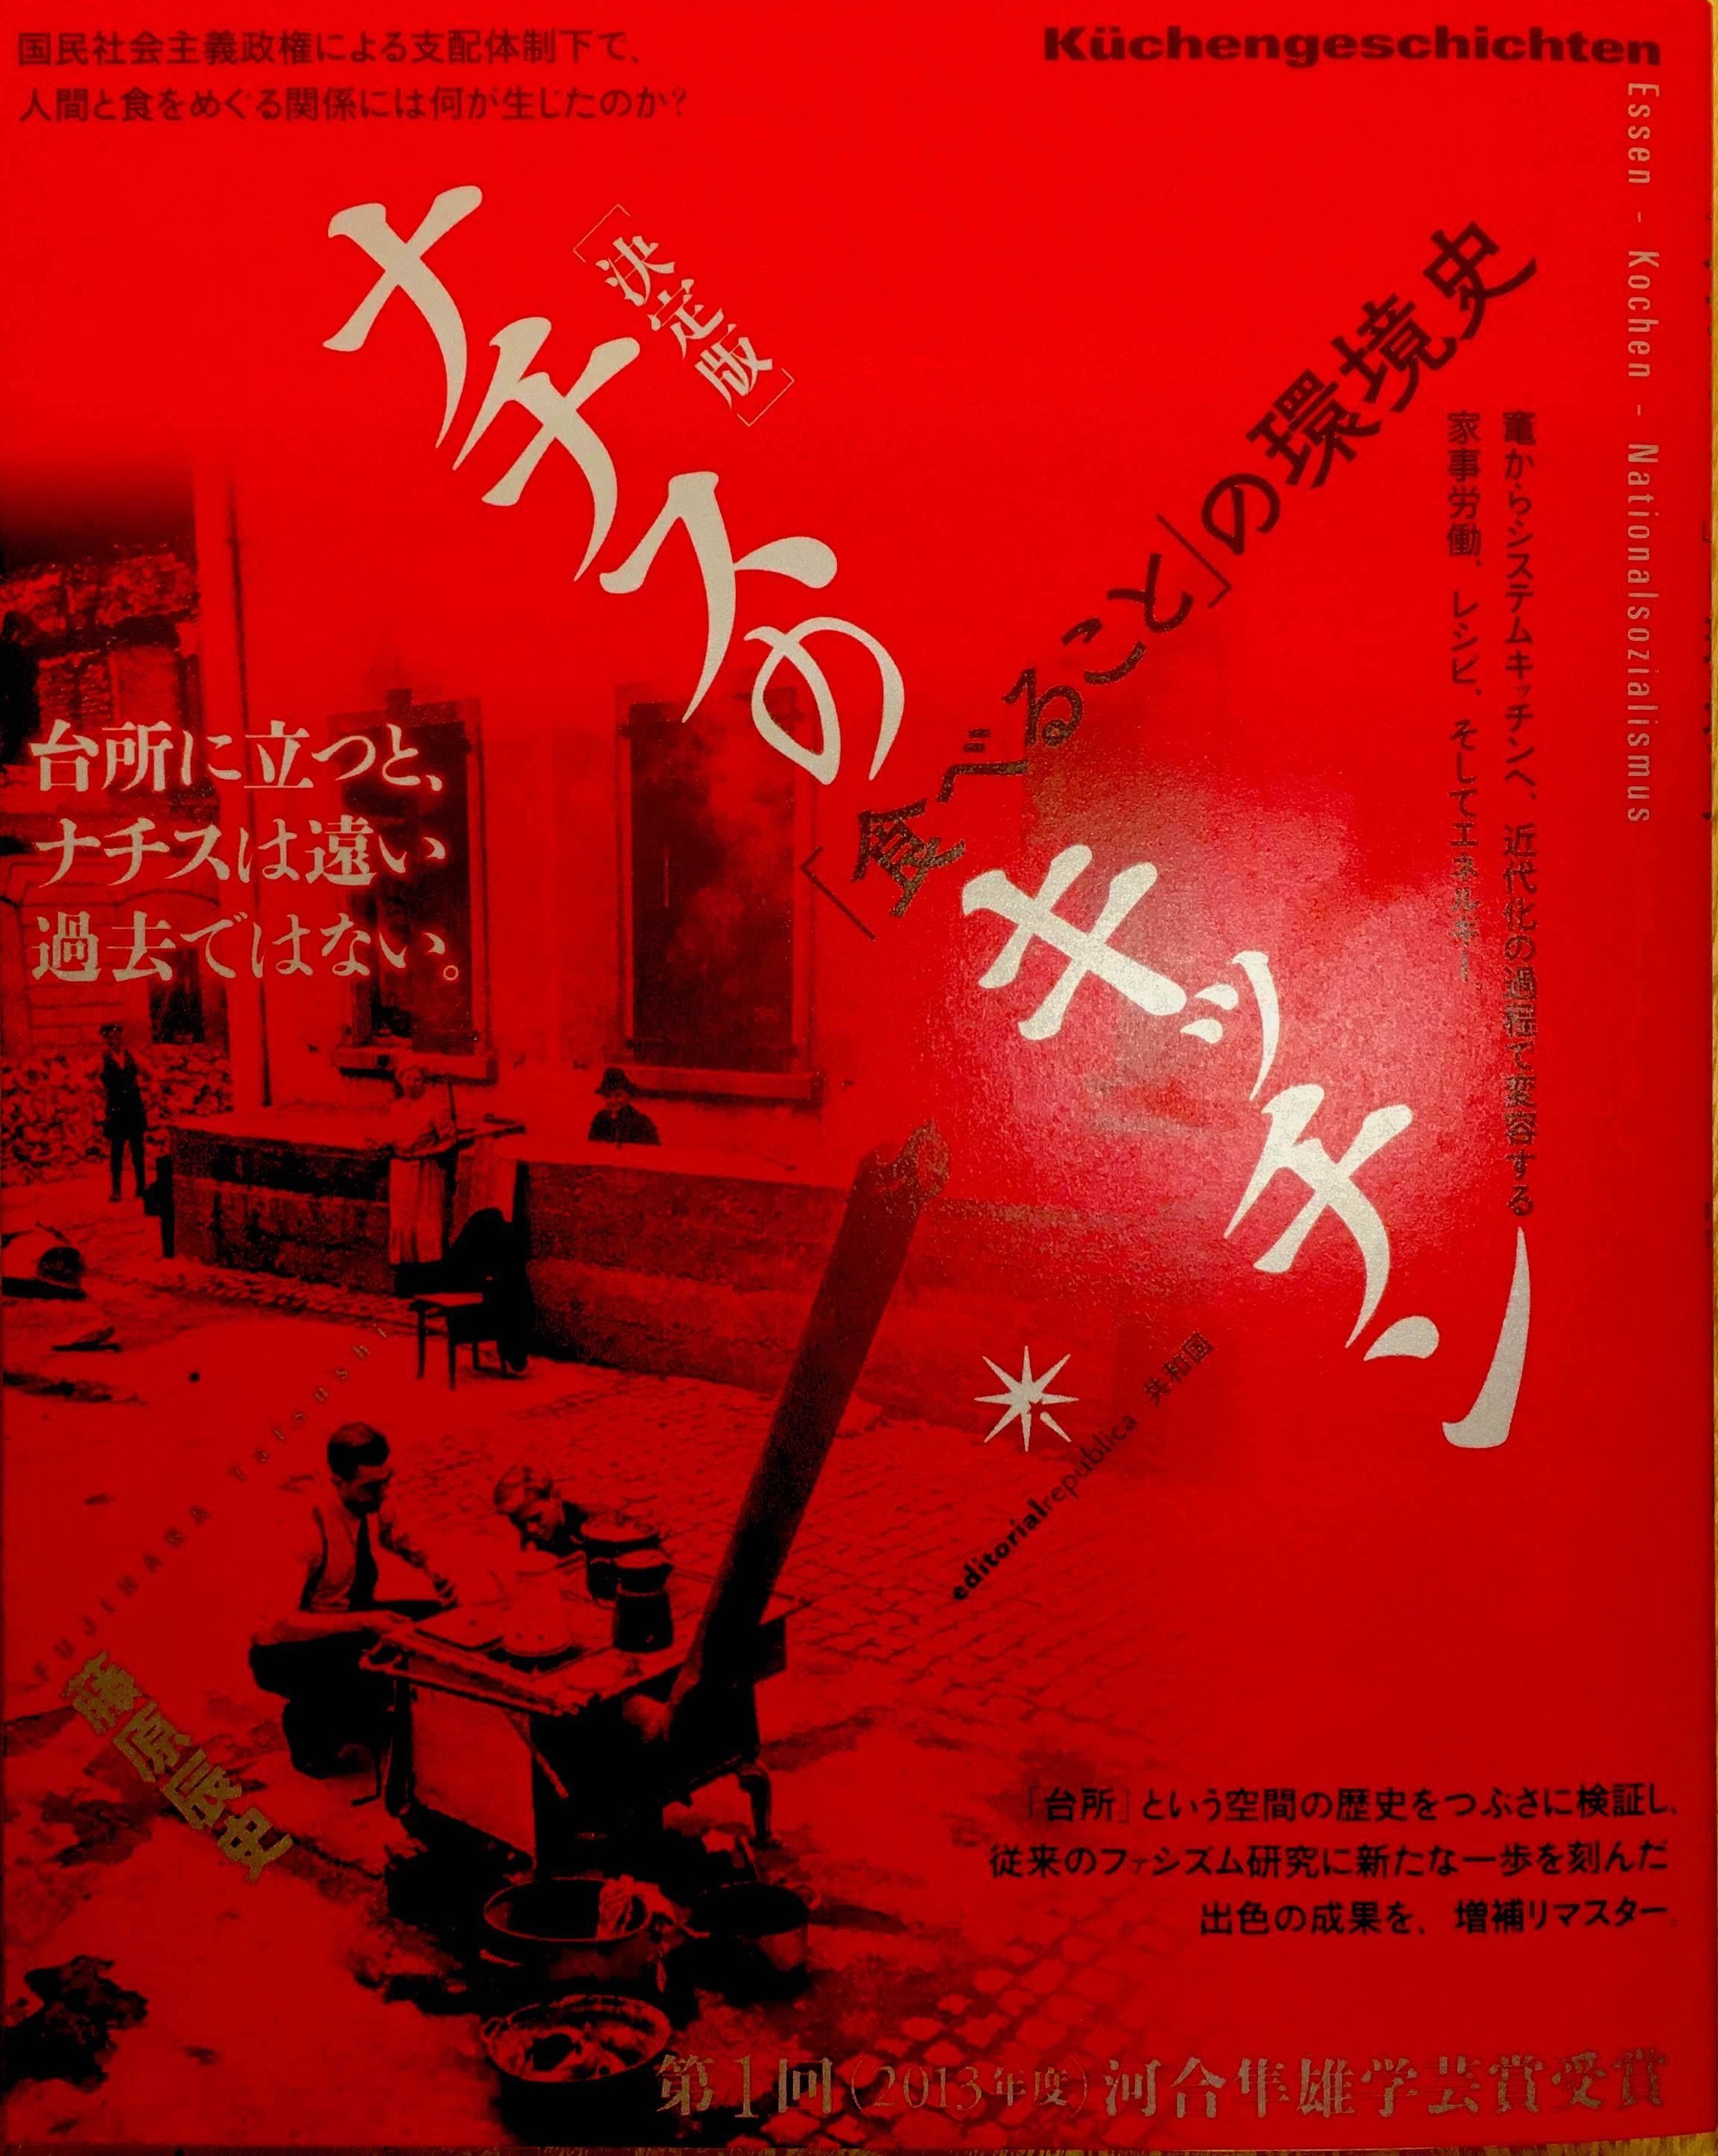 国民社会主義政権による支配体制下で、
人間と食をめぐる関係には何が生じたのか?
Küchengeschichten
Essen - Kochen - Nationalsozialismus
[決定版]
ナチスの
キッチン
「食べること」の環境史
竃からシステムキッチンへ、近代化の過程で変容する
家事労働、レシピ、そしてエネルギー
台所に立つと、
ナチスは遠い
過去ではない。
FUJIHARA Tatsushi
藤原辰史
editorialrepublica 共和国
「台所」という空間の歴史をつぶさに検証し、
従来のファシズム研究に新たな一歩を刻んだ
出色の成果を、増補リマスター。
第1回(2013年度)河合隼雄学芸賞受賞